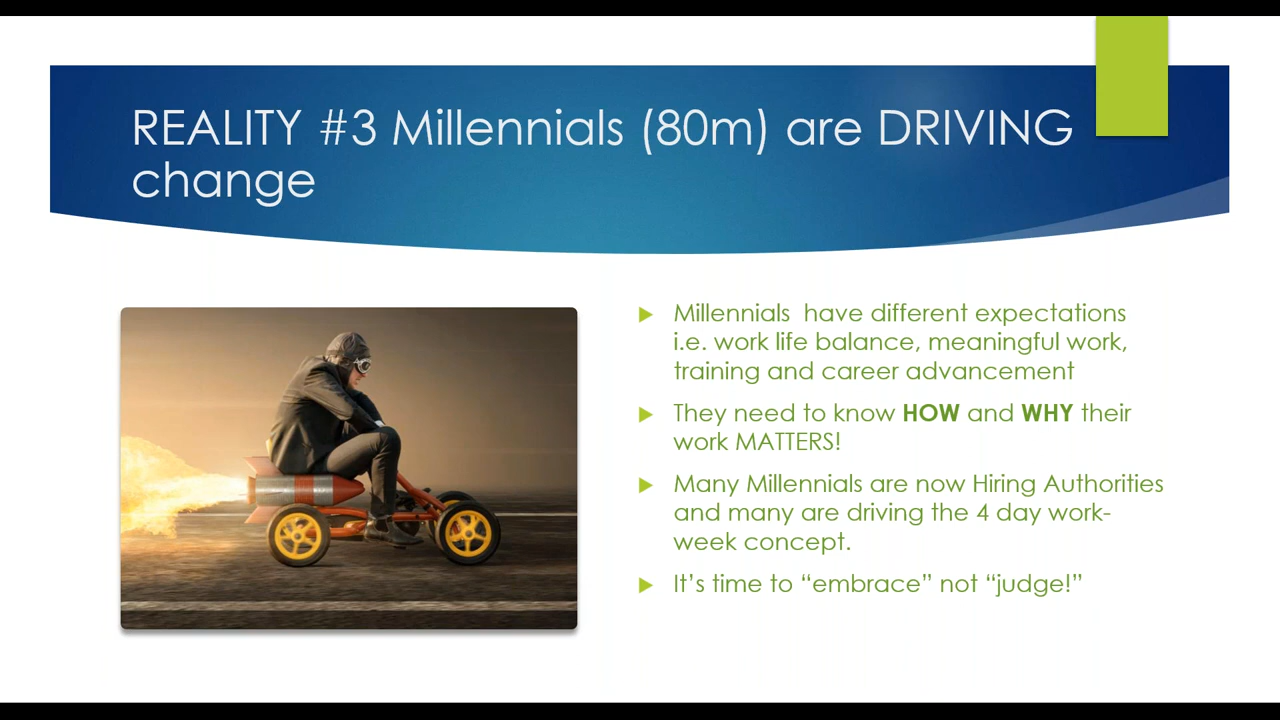 REALITY #3 Millennials (80m) are DRIVING
change
Millennials  have different expectations
i.e. work life balance, meaningful work,
training and career advancement
They need to know HOW and WHY their
work MATTERS!
Many Millennials are now Hiring Authorities
and many are driving the 4 day work-
week concept.
It’s time to “embrace” not “judge!”